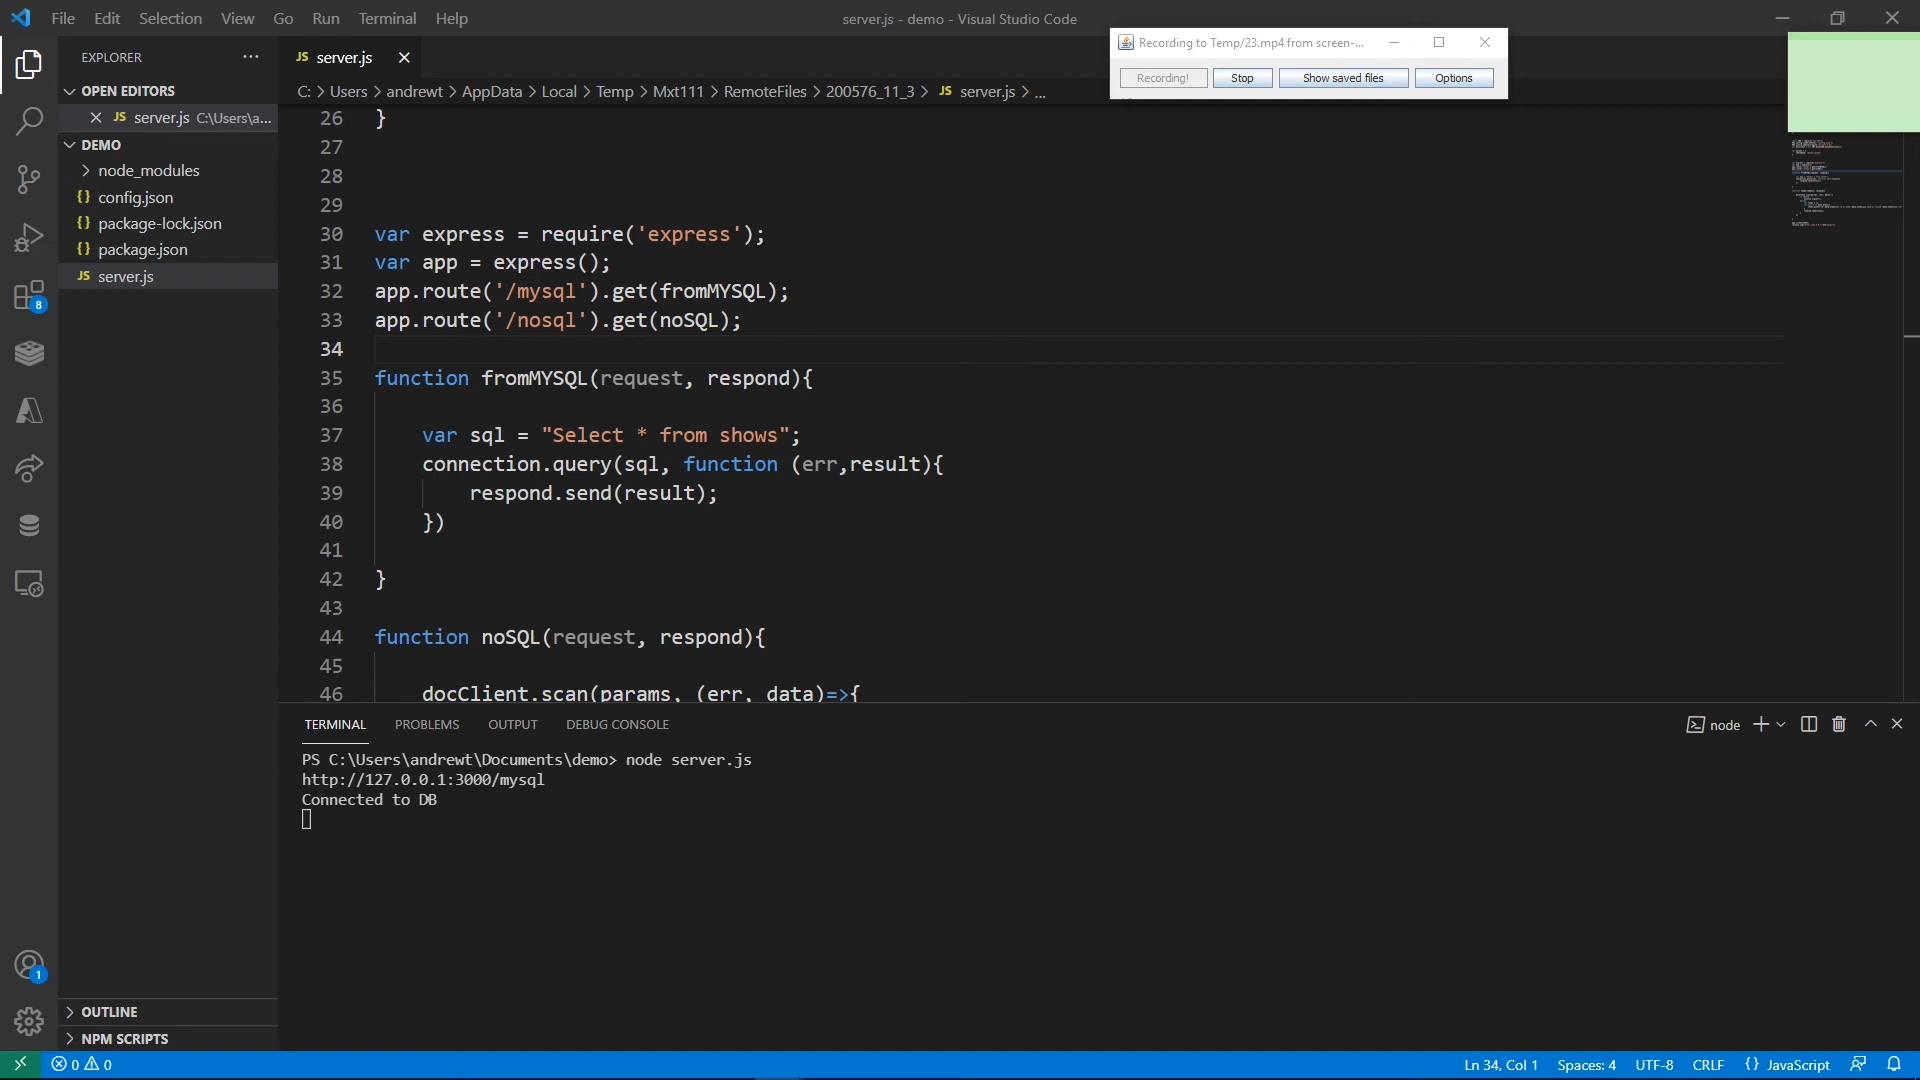 File Edit Selection View Go Run Terminal Help
server.js - demo - Visual Studio Code
Recording to Temp/23.mp4 from screen-...
Recording! Stop Show saved files Options
EXPLORER
JS server.js
OPEN EDITORS
JS server.js C:\Users\a...
DEMO
node_modules
{} config.json
{} package-lock.json
{} package.json
JS server.js
8
1
OUTLINE
NPM SCRIPTS
C: > Users > andrewt > AppData > Local > Temp > Mxt111 > RemoteFiles > 200576_11_3 > JS server.js > ...
26 }
27
28
29
30 var express = require('express');
31 var app = express();
32 app.route('/mysql').get(fromMYSQL);
33 app.route('/nosql').get(noSQL);
34
35 function fromMYSQL(request, respond){
36
37 var sql = "Select * from shows";
38 connection.query(sql, function (err,result){
39 respond.send(result);
40 })
41
42 }
43
44 function noSQL(request, respond){
45
46 docClient.scan(params, (err, data)=>{
TERMINAL PROBLEMS OUTPUT DEBUG CONSOLE
node
PS C:\Users\andrewt\Documents\demo> node server.js
http://127.0.0.1:3000/mysql
Connected to DB
0 0
Ln 34, Col 1 Spaces: 4 UTF-8 CRLF {} JavaScript